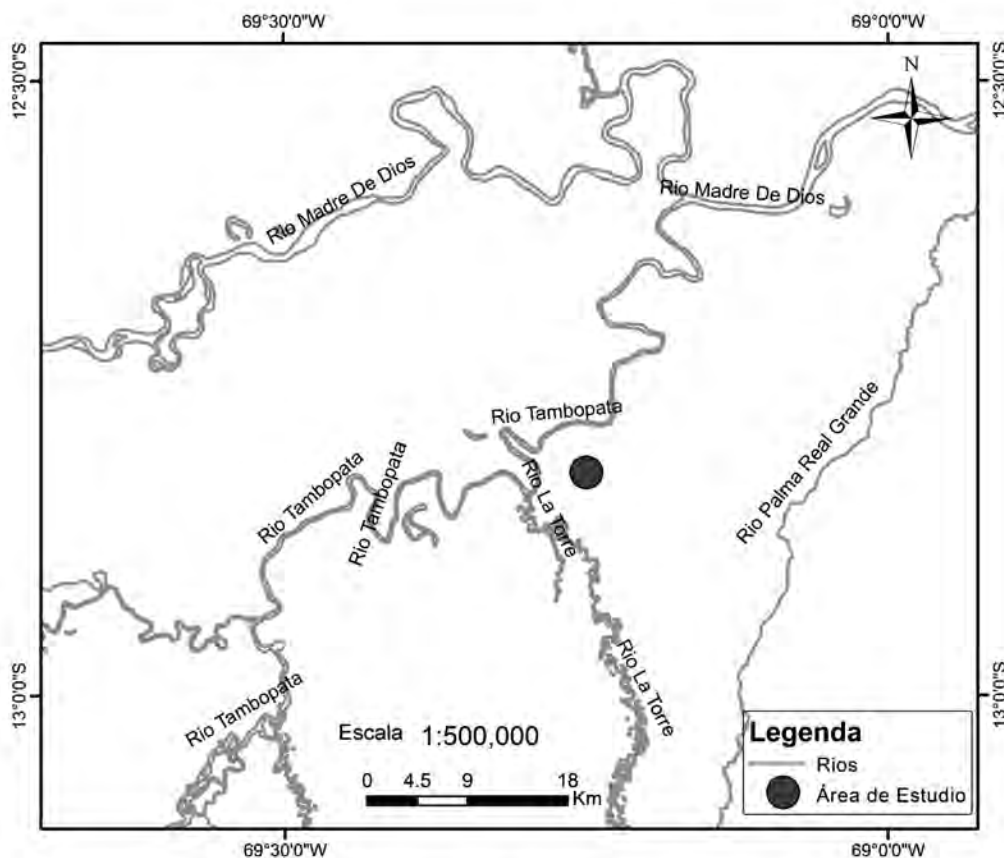 69°30'0"W
69°0'0"W
12°30'0"S
12°30'0"S
N
Rio Madre De Dios
Rio Madre De Dios
Rio Tambopata
Rio Tambopata
Rio Tambopata
Rio La Torre
Rio Palma Real Grande
Rio La Torre
Rio Tambopata
13°0'0"S
13°0'0"S
Escala 1:500,000
0 4.5 9 18
Km
Legenda
Rios
Área de Estudio
69°30'0"W
69°0'0"W